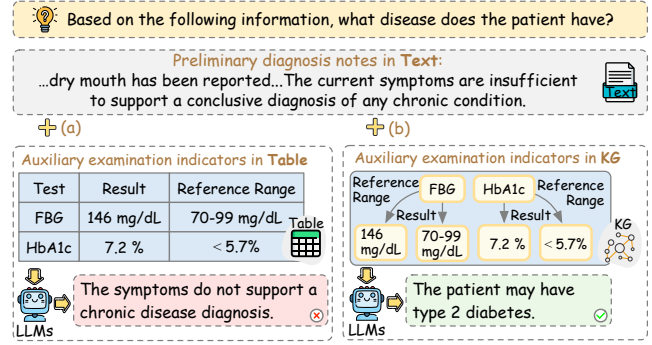 Based on the following information, what disease does the patient have?
Preliminary diagnosis notes in Text:
...dry mouth has been reported...The current symptoms are insufficient
to support a conclusive diagnosis of any chronic condition.
Text
(a)
(b)
Auxiliary examination indicators in Table
Test Result Reference Range
FBG 146 mg/dL 70-99 mg/dL
HbA1c 7.2 % < 5.7%
Table
LLMs
The symptoms do not support a
chronic disease diagnosis.
Auxiliary examination indicators in KG
Reference
Range
FBG
HbA1c
Reference
Range
Result
Result
146
mg/dL
70-99
mg/dL
7.2 %
< 5.7%
KG
LLMs
The patient may have
type 2 diabetes.